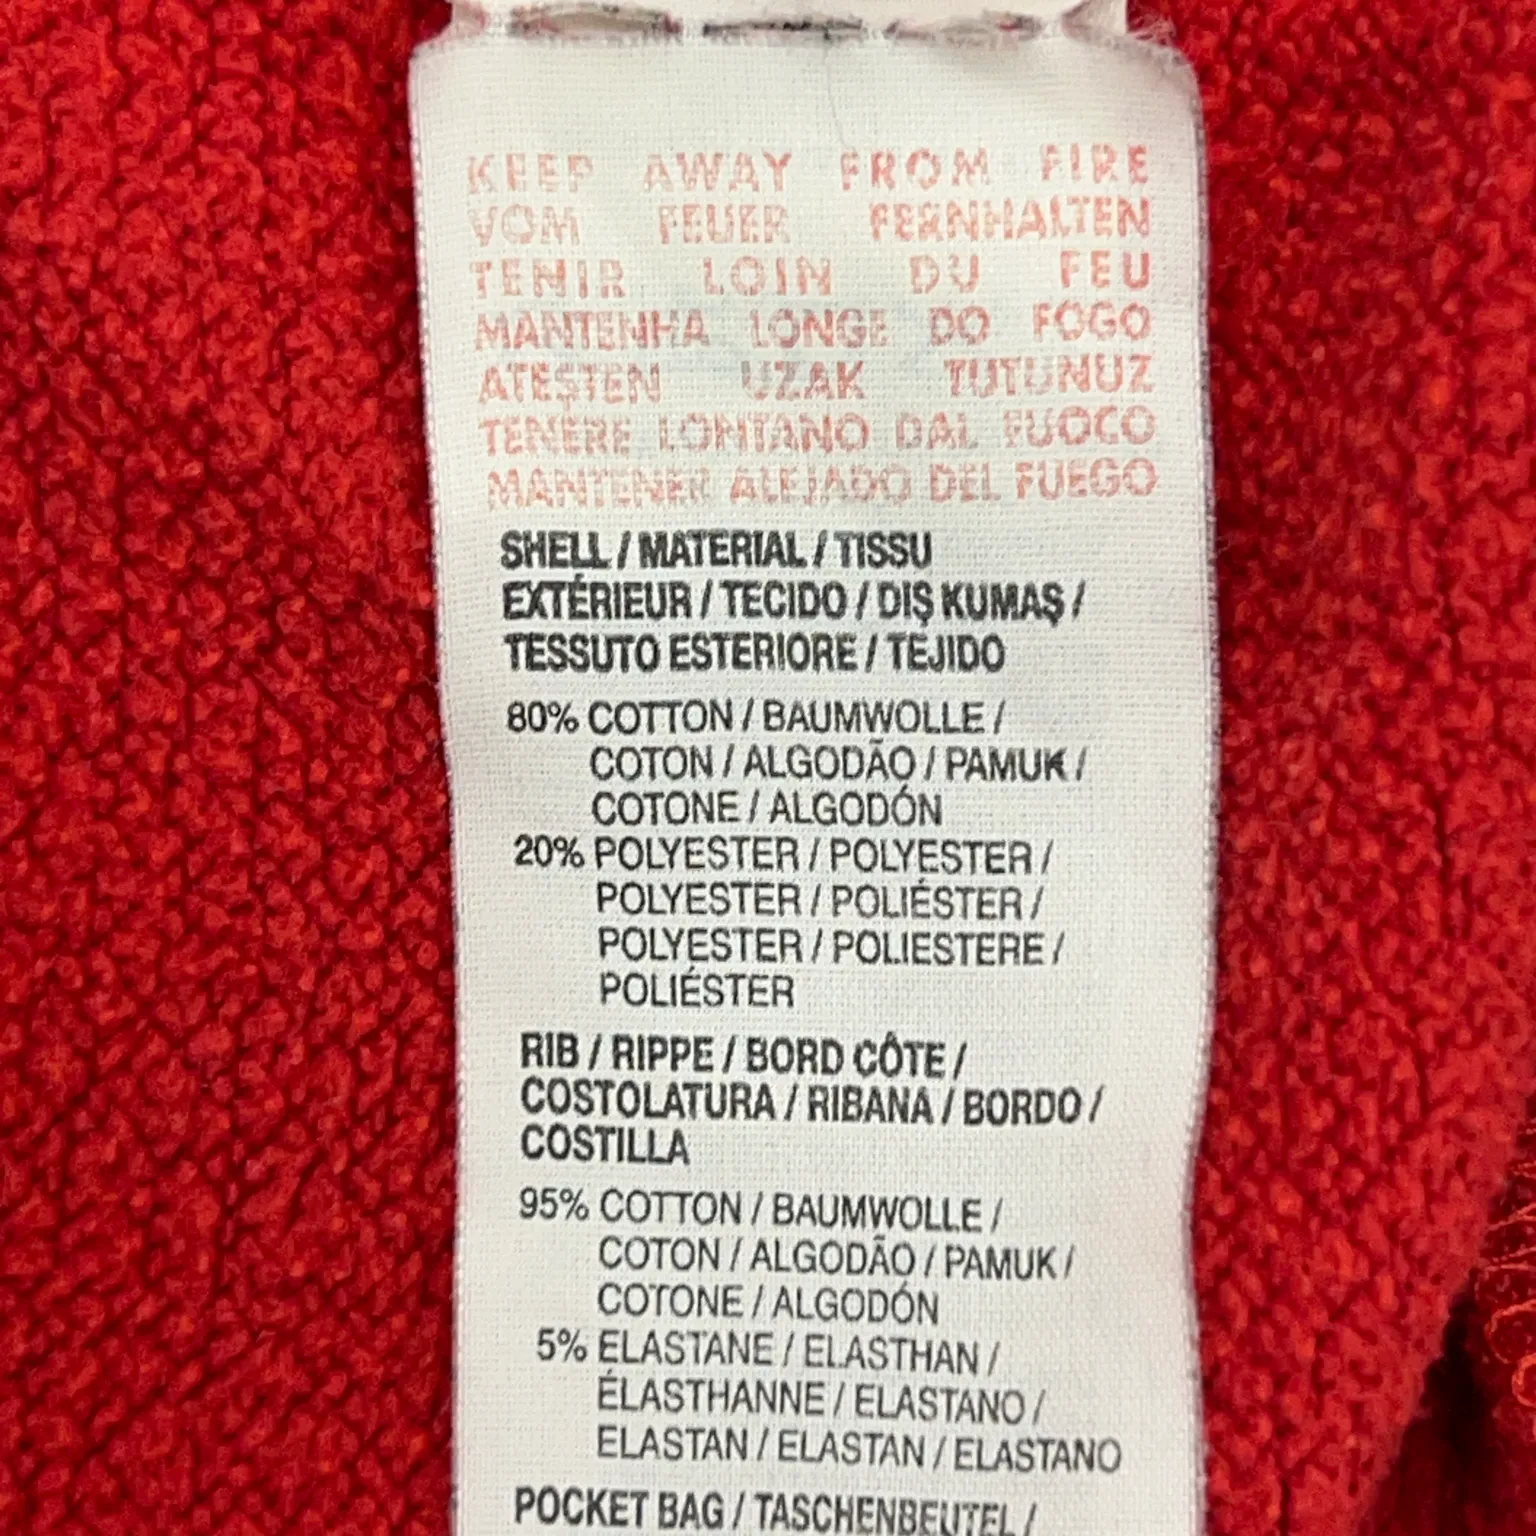 KEEP AWAY FROM FIRE
VOM FEUER FERNHALTEN
TENIR LOIN DU FEU
MANTENHA LONGE DO FOGO
ATEŞTEN UZAK TUTUNUZ
TENERE LONTANO DAL FUOCO
MANTENER ALEJADO DEL FUEGO
SHELL / MATERIAL / TISSU
EXTÉRIEUR / TECIDO / DIŞ KUMAŞ /
TESSUTO ESTERIORE / TEJIDO
80% COTTON / BAUMWOLLE /
COTON / ALGODÃO / PAMUK /
COTONE / ALGODÓN
20% POLYESTER / POLYESTER /
POLYESTER / POLIÉSTER /
POLYESTER / POLIESTERE /
POLIÉSTER
RIB / RIPPE / BORD CÔTE /
COSTOLATURA / RIBANA / BORDO /
COSTILLA
95% COTTON / BAUMWOLLE /
COTON / ALGODÃO / PAMUK /
COTONE / ALGODÓN
5% ELASTANE / ELASTHAN /
ÉLASTHANNE / ELASTANO /
ELASTAN / ELASTAN / ELASTANO
POCKET BAG / TASCHENBEUTEL /